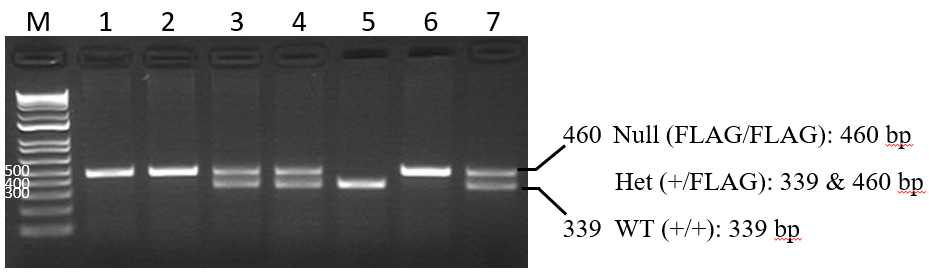 M 1 2 3 4 5 6 7
500
400
300
460 Null (FLAG/FLAG): 460 bp
Het (+/FLAG): 339 & 460 bp
339 WT (+/+): 339 bp